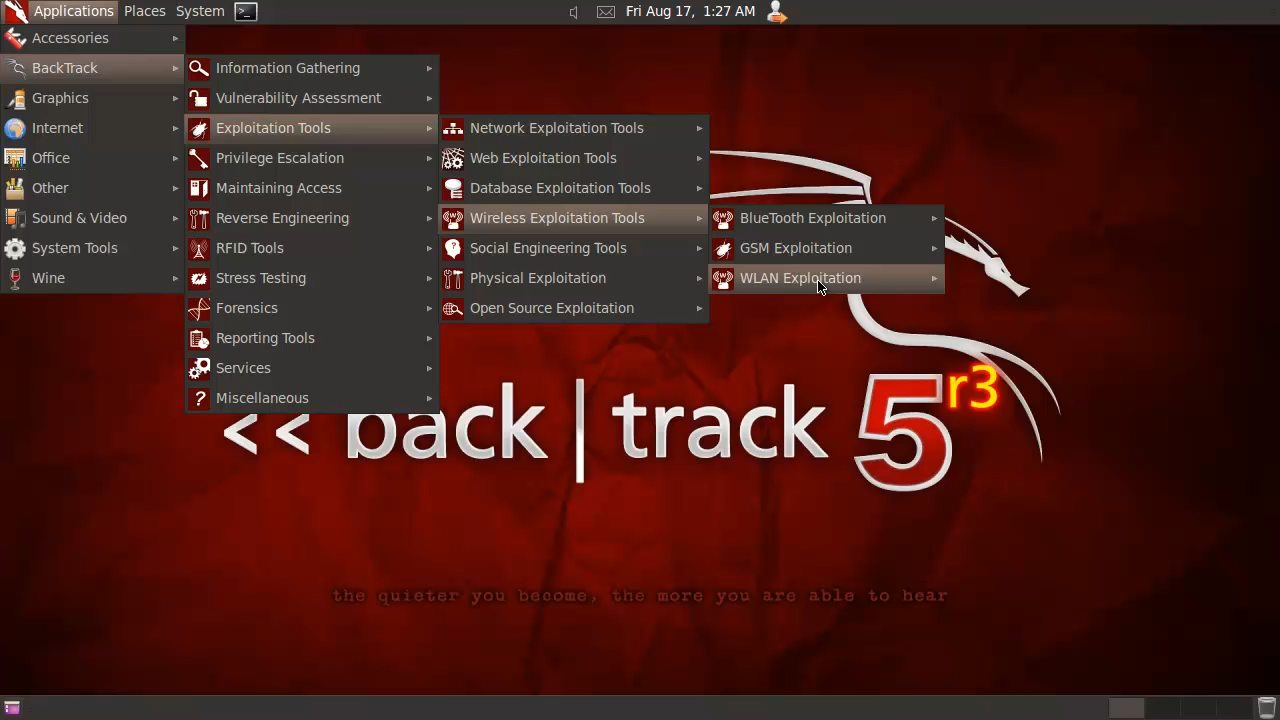 Applications Places System Fri Aug 17, 1:27 AM
Accessories
BackTrack
Graphics
Internet
Office
Other
Sound & Video
System Tools
Wine
Information Gathering
Vulnerability Assessment
Exploitation Tools
Privilege Escalation
Maintaining Access
Reverse Engineering
RFID Tools
Stress Testing
Forensics
Reporting Tools
Services
Miscellaneous
Network Exploitation Tools
Web Exploitation Tools
Database Exploitation Tools
Wireless Exploitation Tools
Social Engineering Tools
Physical Exploitation
Open Source Exploitation
BlueTooth Exploitation
GSM Exploitation
WLAN Exploitation
<< back | track 5 r3
the quieter you become, the more you are able to hear